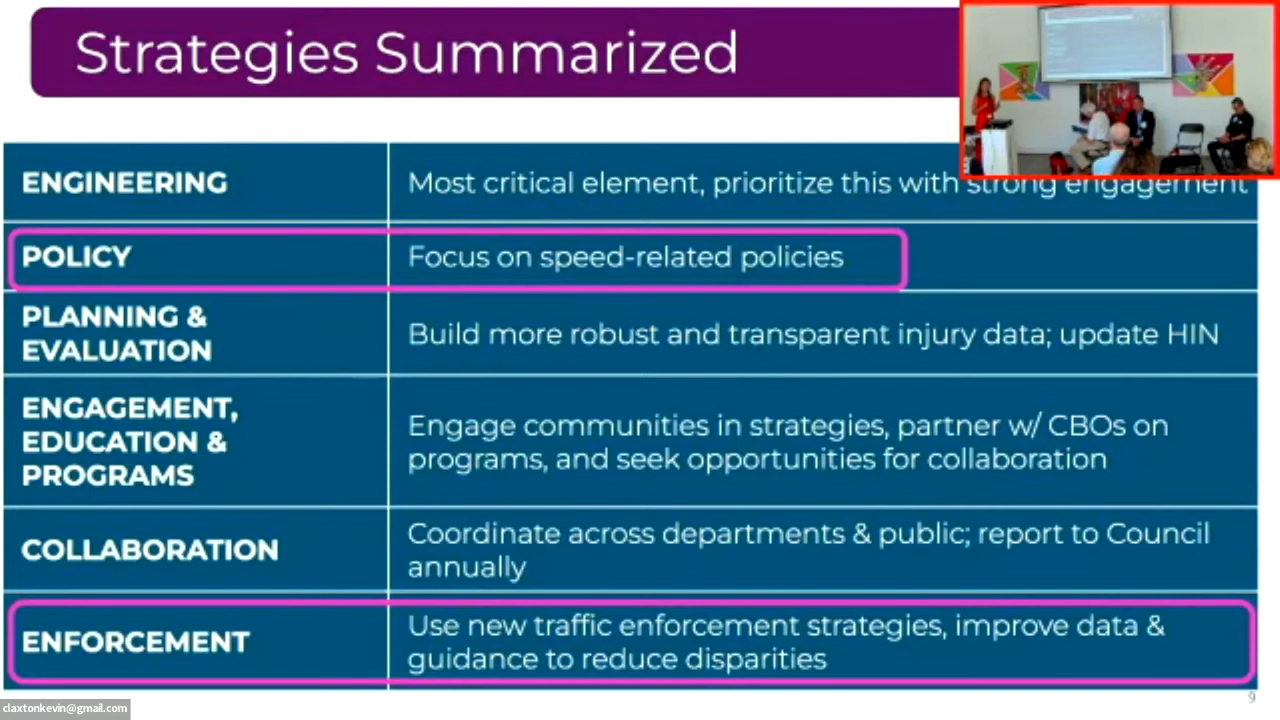 Strategies Summarized
ENGINEERING
Most critical element, prioritize this with strong engagement
POLICY
Focus on speed-related policies
PLANNING &
EVALUATION
Build more robust and transparent injury data; update HIN
ENGAGEMENT,
EDUCATION &
PROGRAMS
Engage communities in strategies, partner w/ CBOs on
programs, and seek opportunities for collaboration
COLLABORATION
Coordinate across departments & public; report to Council
annually
ENFORCEMENT
Use new traffic enforcement strategies, improve data &
guidance to reduce disparities
9
claxtonkevin@gmail.com